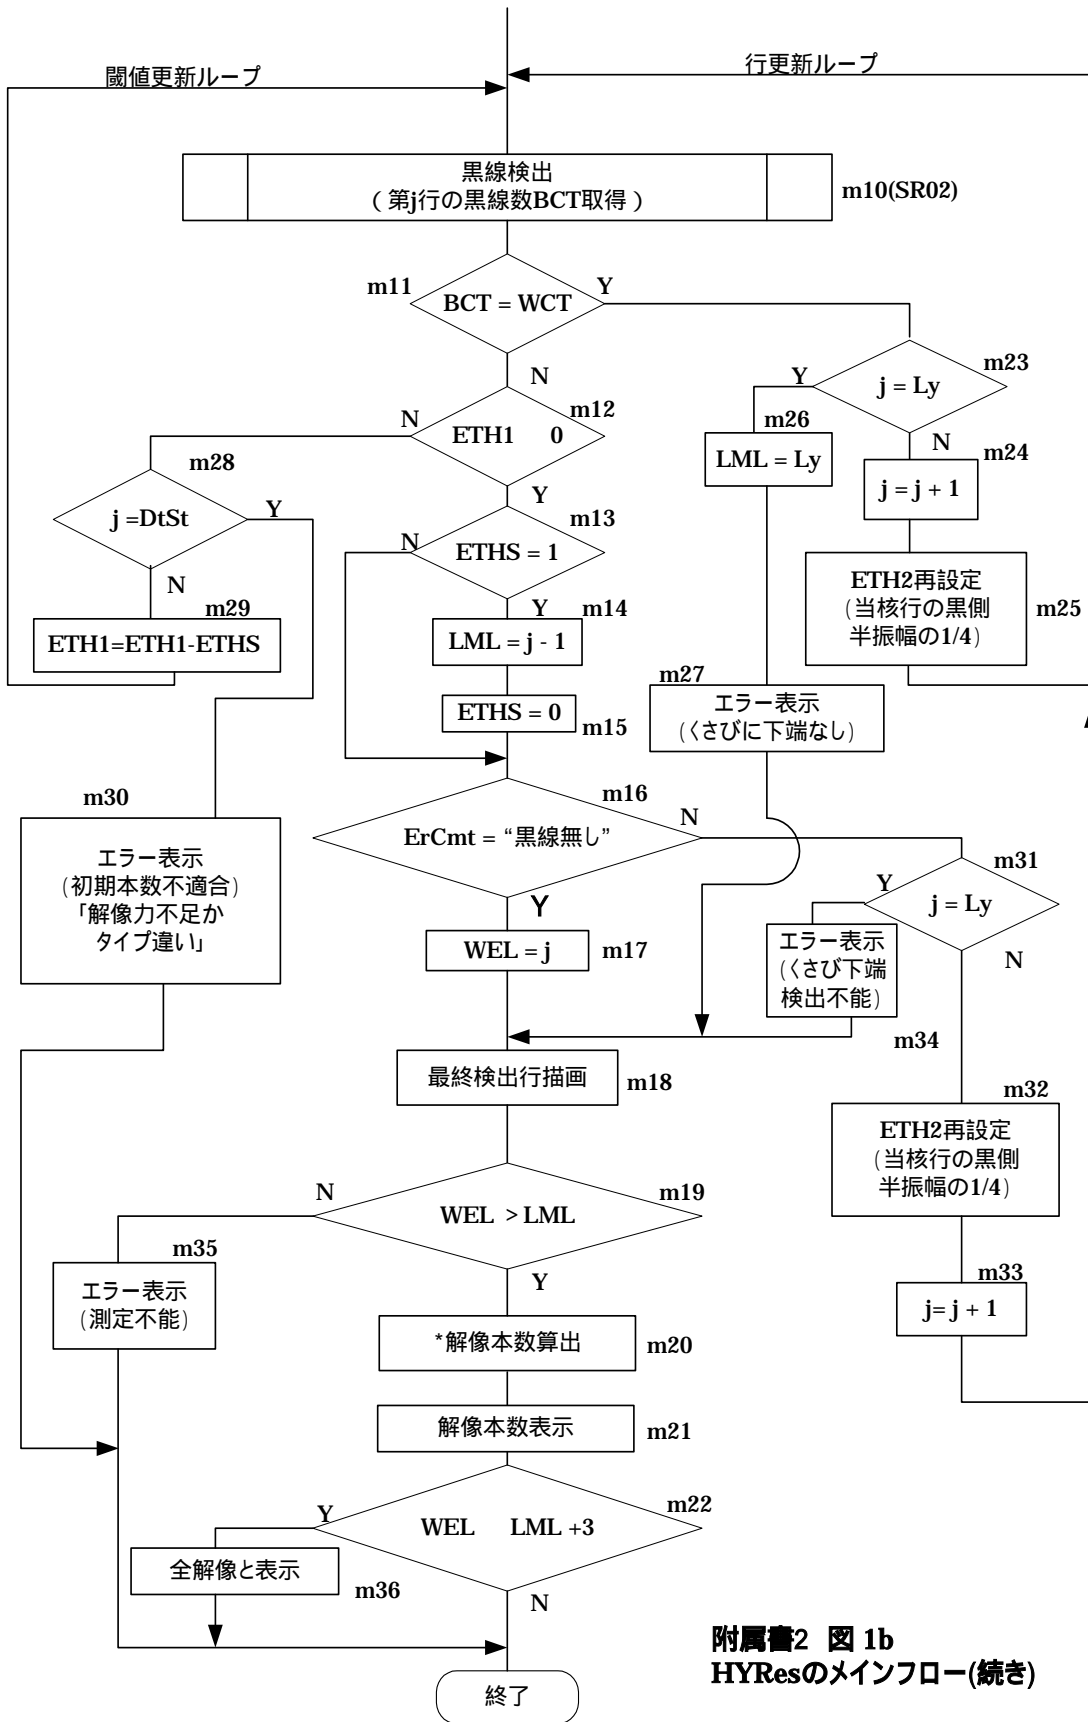 閾値更新ループ
行更新ループ
黒線検出
(第j行の黒線数BCT取得)
m10(SR02)
m11
BCT = WCT
Y
N
m23
j = Ly
Y
N
m26
LML = Ly
m24
j = j + 1
m12
ETH1 0
N
Y
m28
j =DtSt
Y
N
m13
ETHS = 1
N
Y
m14
LML = j - 1
ETH2再設定
(当核行の黒側
半振幅の1/4)
m25
m29
ETH1=ETH1-ETHS
m27
エラー表示
(くさびに下端なし)
ETHS = 0
m15
m30
エラー表示
(初期本数不適合)
「解像力不足か
タイプ違い」
m16
ErCmt = “黒線無し”
N
Y
m31
j = Ly
Y
N
WEL = j
m17
エラー表示
(くさび下端
検出不能)
m34
最終検出行描画
m18
m32
ETH2再設定
(当核行の黒側
半振幅の1/4)
N
m19
WEL > LML
Y
m35
エラー表示
(測定不能)
m33
j= j + 1
*解像本数算出
m20
解像本数表示
m21
Y
m22
WEL LML +3
N
全解像と表示
m36
終了
附属書2 図 1b
HYResのメインフロー(続き)